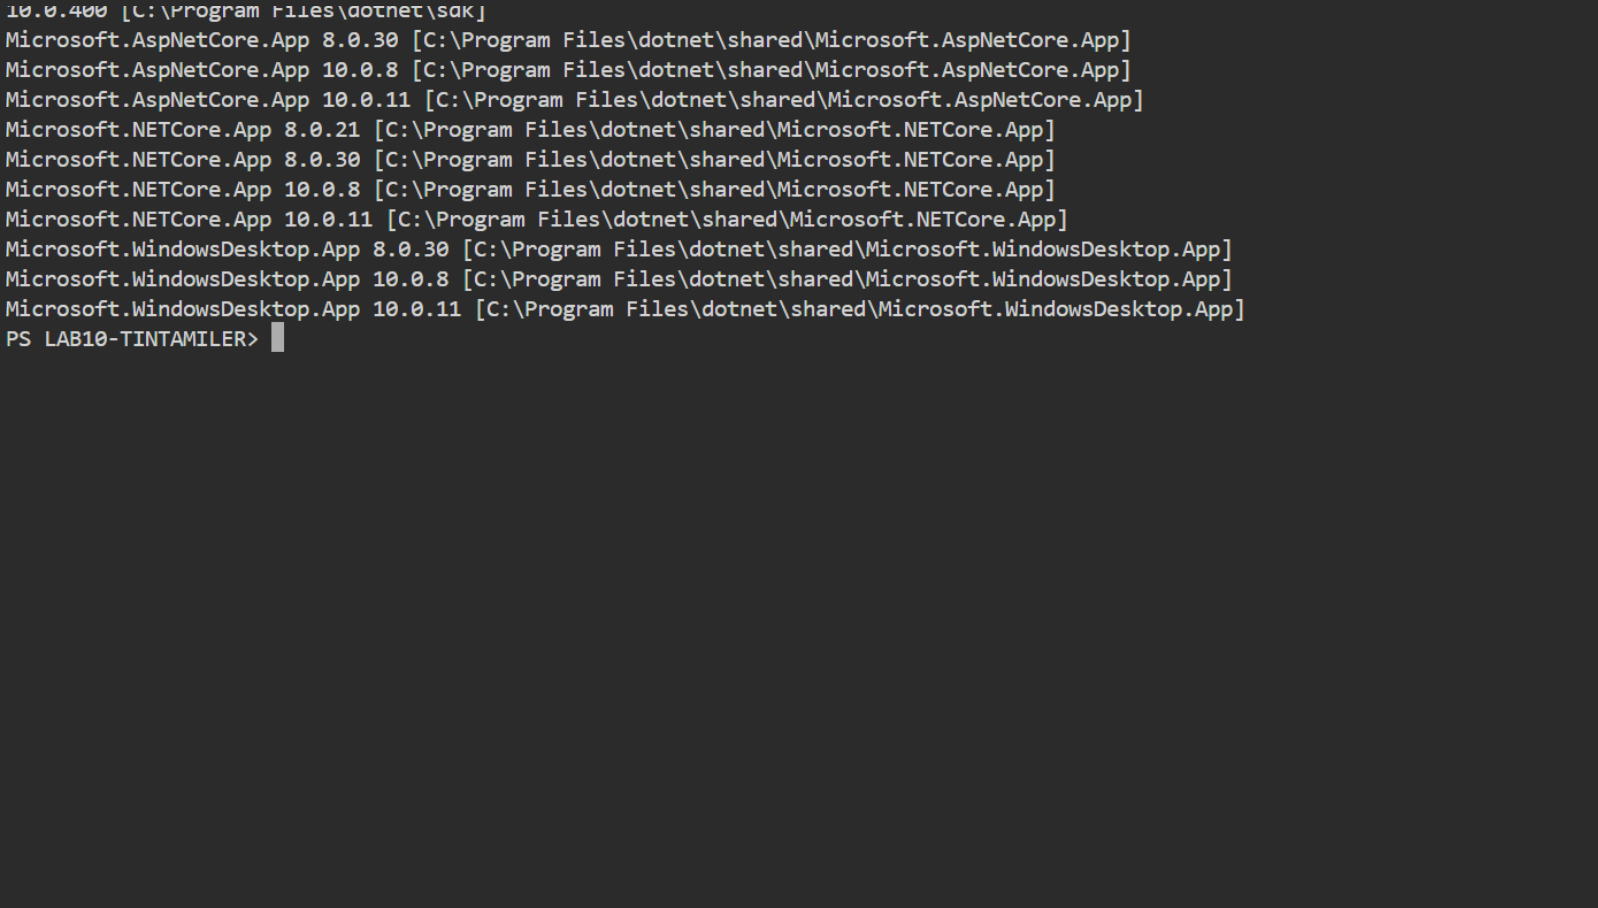 10.0.400 [C:\Program Files\dotnet\sdk]
Microsoft.AspNetCore.App 8.0.30 [C:\Program Files\dotnet\shared\Microsoft.AspNetCore.App]
Microsoft.AspNetCore.App 10.0.8 [C:\Program Files\dotnet\shared\Microsoft.AspNetCore.App]
Microsoft.AspNetCore.App 10.0.11 [C:\Program Files\dotnet\shared\Microsoft.AspNetCore.App]
Microsoft.NETCore.App 8.0.21 [C:\Program Files\dotnet\shared\Microsoft.NETCore.App]
Microsoft.NETCore.App 8.0.30 [C:\Program Files\dotnet\shared\Microsoft.NETCore.App]
Microsoft.NETCore.App 10.0.8 [C:\Program Files\dotnet\shared\Microsoft.NETCore.App]
Microsoft.NETCore.App 10.0.11 [C:\Program Files\dotnet\shared\Microsoft.NETCore.App]
Microsoft.WindowsDesktop.App 8.0.30 [C:\Program Files\dotnet\shared\Microsoft.WindowsDesktop.App]
Microsoft.WindowsDesktop.App 10.0.8 [C:\Program Files\dotnet\shared\Microsoft.WindowsDesktop.App]
Microsoft.WindowsDesktop.App 10.0.11 [C:\Program Files\dotnet\shared\Microsoft.WindowsDesktop.App]
PS LAB10-TINTAMILER>